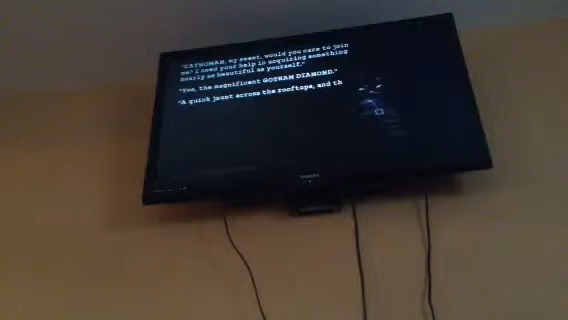 "CATWOMAN, my sweet, would you care to join
me? I need your help in acquiring something
nearly as beautiful as yourself."
"Yes, the magnificent GOTHAM DIAMOND."
"A quick jaunt across the rooftops, and th